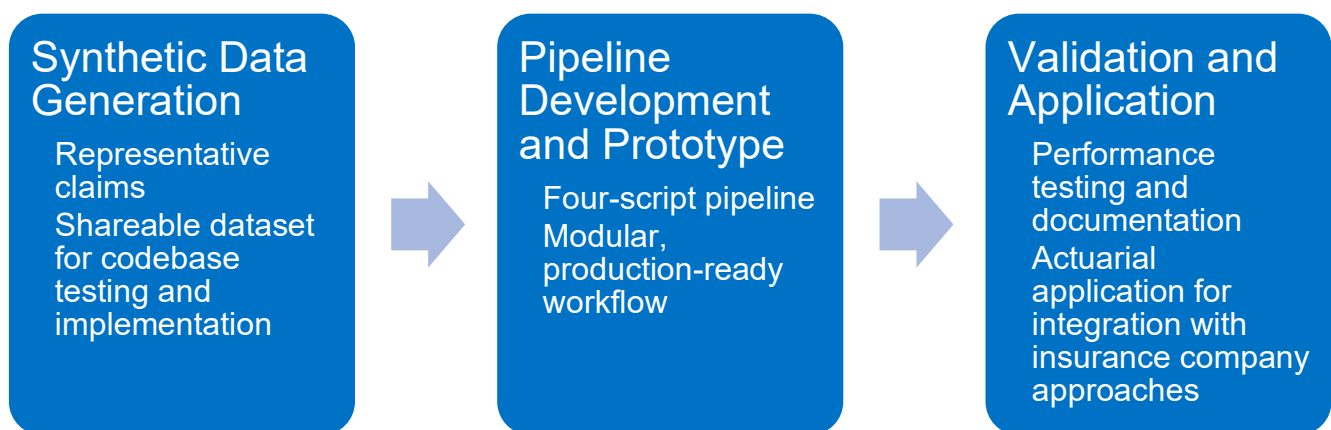 Synthetic Data
Generation
Representative
claims
Shareable dataset
for codebase
testing and
implementation
Pipeline
Development
and Prototype
Four-script pipeline
Modular,
production-ready
workflow
Validation and
Application
Performance
testing and
documentation
Actuarial
application for
integration with
insurance company
approaches